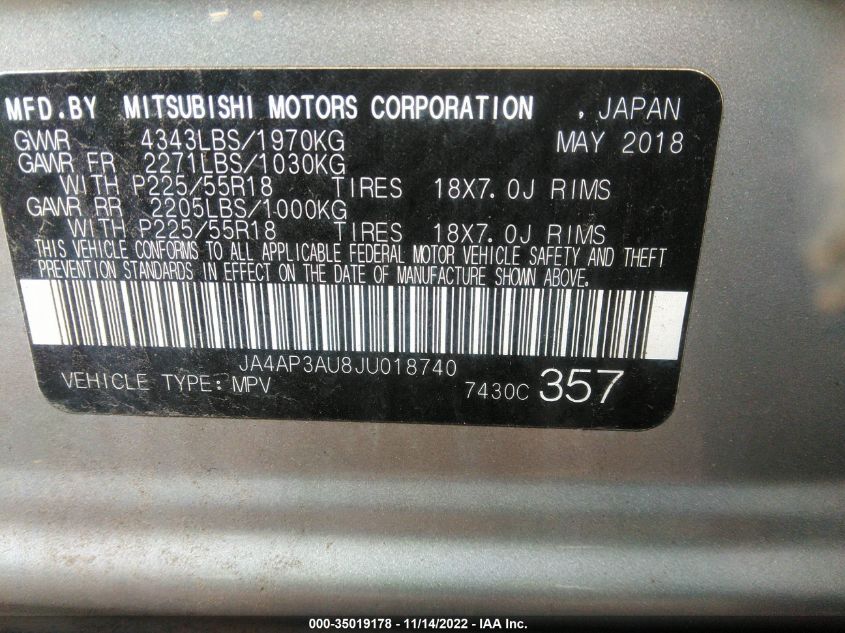 MFD.BY MITSUBISHI MOTORS CORPORATION , JAPAN
GVWR 4343LBS/1970KG MAY 2018
GAWR FR 2271LBS/1030KG
WITH P225/55R18 TIRES 18X7.0J RIMS
GAWR RR 2205LBS/1000KG
WITH P225/55R18 TIRES 18X7.0J RIMS
THIS VEHICLE CONFORMS TO ALL APPLICABLE FEDERAL MOTOR VEHICLE SAFETY AND THEFT
PREVENTION STANDARDS IN EFFECT ON THE DATE OF MANUFACTURE SHOWN ABOVE.
JA4AP3AU8JU018740
VEHICLE TYPE: MPV 7430C 357
000-35019178 - 11/14/2022 - IAA Inc.